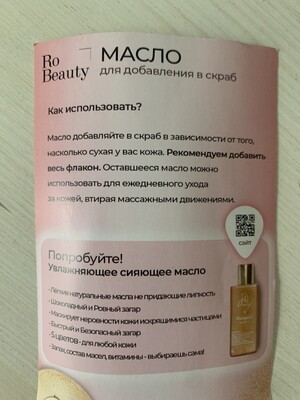 Ro
Beauty
МАСЛО
для добавления в скраб
Как использовать?
Масло добавляйте в скраб в зависимости от того,
насколько сухая у вас кожа. Рекомендуем добавить
весь флакон. Оставшееся масло можно
использовать для ежедневного ухода
за кожей, втирая массажными движениями.
сайт
Попробуйте!
Увлажняющее сияющее масло
- Лёгкие натуральные масла не придающие липкость
- Шоколадный и Ровный загар
- Маскирует неровности кожи искрящимися частицами
- Быстрый и Безопасный загар
- 5 ЦВЕТОВ - для любой кожи
- Запах, состав масел, витамины - выбираешь сама!